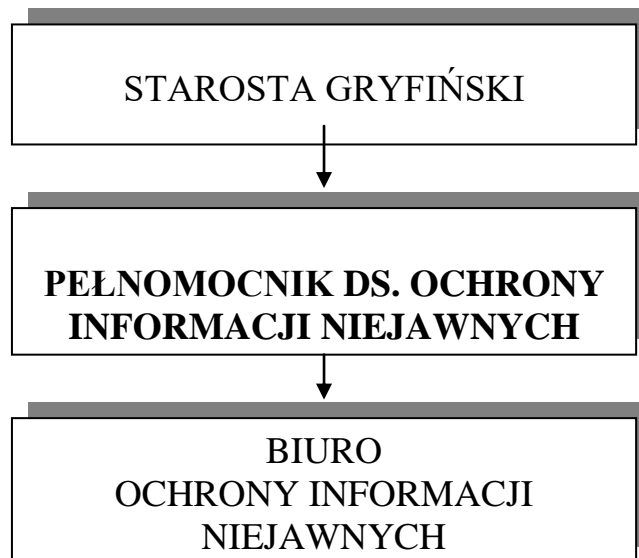 STAROSTA GRYFIŃSKI
PEŁNOMOCNIK DS. OCHRONY
INFORMACJI NIEJAWNYCH
BIURO
OCHRONY INFORMACJI
NIEJAWNYCH